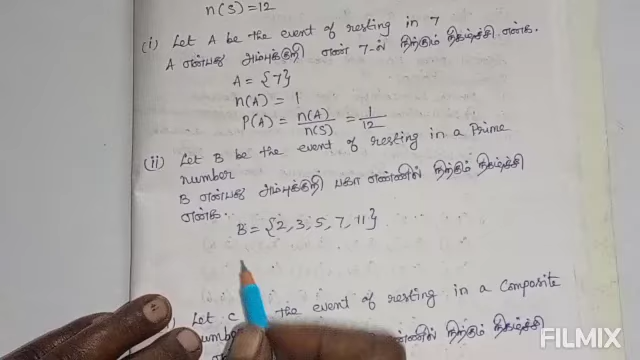 n(S) = 12
(i) Let A be the event of resting in 7
A என்பது அம்புக்குறி எண் 7-ல் நிற்கும் நிகழ்ச்சி என்க.
A = {7}
n(A) = 1
P(A) = n(A)/n(S) = 1/12
(ii) Let B be the event of resting in a Prime
number
B என்பது அம்புக்குறி பகா எண்ணில் நிற்கும் நிகழ்ச்சி
என்க.
B = {2, 3, 5, 7, 11}
Let C the event of resting in a Composite
number எண்ணில் நிற்கும் நிகழ்ச்சி
FILMIX